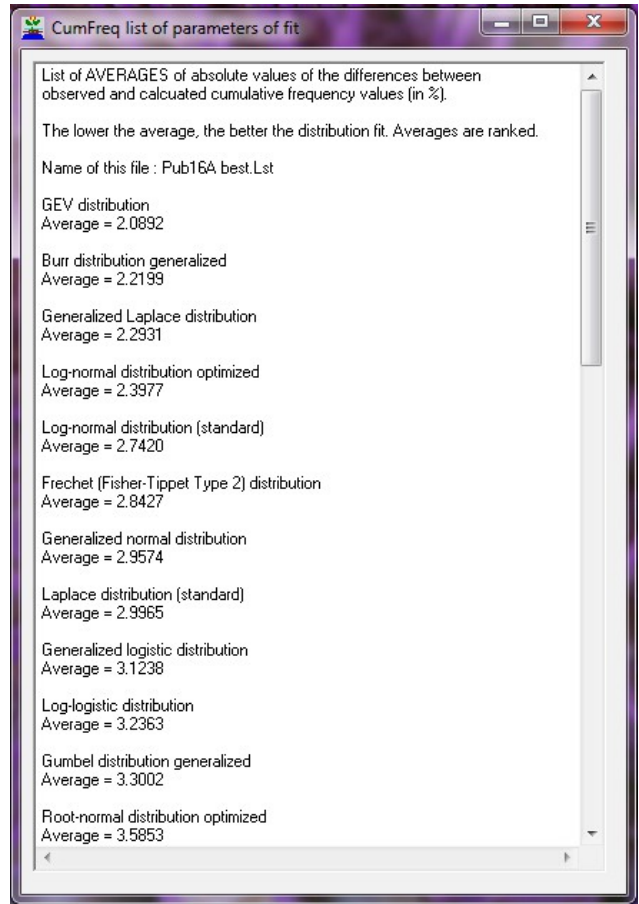 CumFreq list of parameters of fit
List of AVERAGES of absolute values of the differences between
observed and calcuated cumulative frequency values (in %).
The lower the average, the better the distribution fit. Averages are ranked.
Name of this file : Pub16A best.Lst
GEV distribution
Average = 2.0892
Burr distribution generalized
Average = 2.2199
Generalized Laplace distribution
Average = 2.2931
Log-normal distribution optimized
Average = 2.3977
Log-normal distribution (standard)
Average = 2.7420
Frechet (Fisher-Tippet Type 2) distribution
Average = 2.8427
Generalized normal distribution
Average = 2.9574
Laplace distribution (standard)
Average = 2.9965
Generalized logistic distribution
Average = 3.1238
Log-logistic distribution
Average = 3.2363
Gumbel distribution generalized
Average = 3.3002
Root-normal distribution optimized
Average = 3.5853